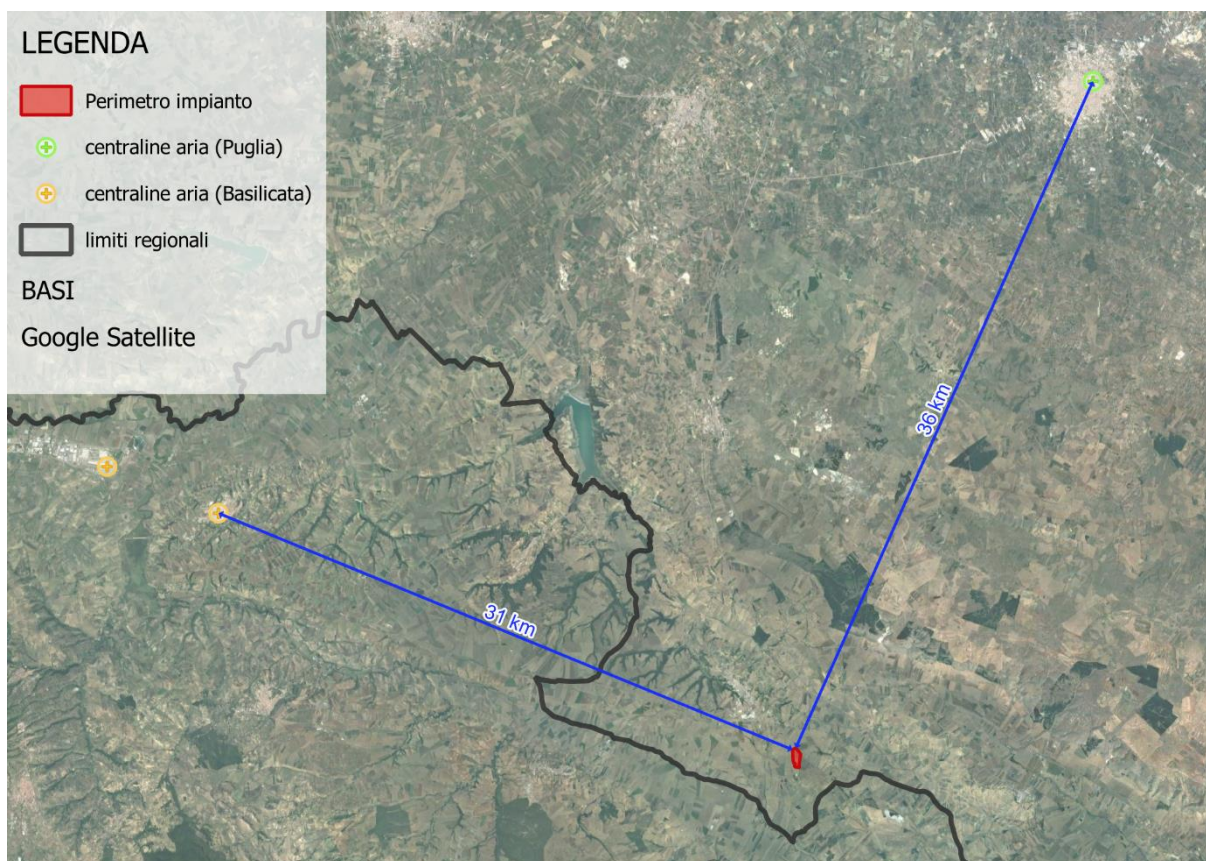 LEGENDA
Perimetro impianto
centraline aria (Puglia)
centraline aria (Basilicata)
limiti regionali
BASI
Google Satellite
36 km
31 km